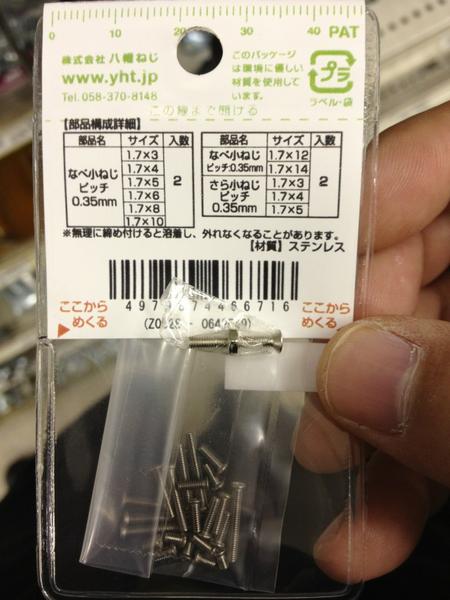 0 10 20 30 40 PAT
株式会社 八幡ねじ
www.yht.jp
Tel. 058-370-8148
このパッケージ
は環境に優しい
材質を使用して
います。
プラ
ラベル・袋
この線まで開ける
【部品構成詳細】
部品名 サイズ 入数
なべ小ねじ
ピッチ
0.35mm
1.7×3
1.7×4
1.7×5
1.7×6
1.7×8
1.7×10
2
部品名 サイズ 入数
なべ小ねじ
ピッチ:0.35mm
1.7×12
1.7×14
さら小ねじ
ピッチ
0.35mm
1.7×3
1.7×4
1.7×5
2
※無理に締め付けると溶着し、外れなくなることがあります。
【材質】ステンレス
ここから
めくる
ここから
めくる